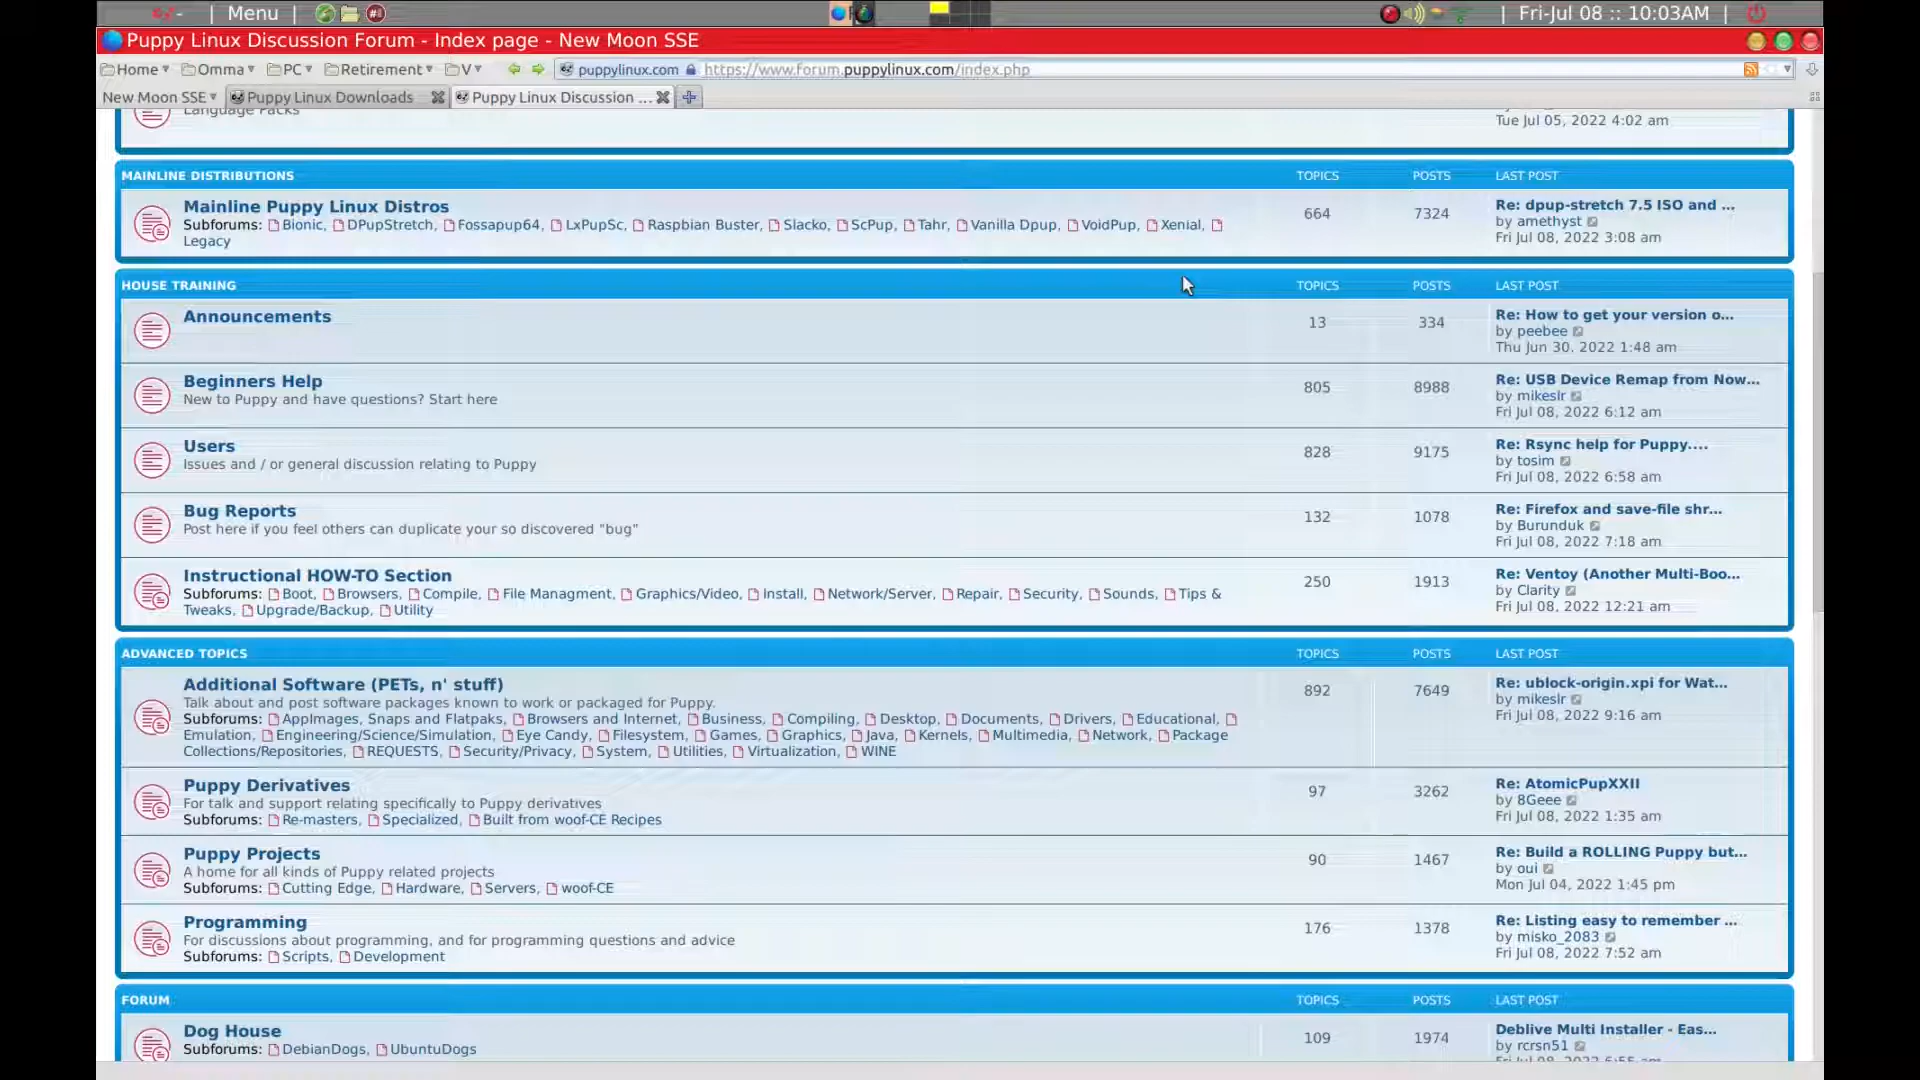 Menu
Fri-Jul 08 :: 10:03AM
Puppy Linux Discussion Forum - Index page - New Moon SSE
Home Omma PC Retirement V puppylinux.com https://www.forum.puppylinux.com/index.php
New Moon SSE Puppy Linux Downloads Puppy Linux Discussion ...
Language Packs
Tue Jul 05, 2022 4:02 am
MAINLINE DISTRIBUTIONS TOPICS POSTS LAST POST
Mainline Puppy Linux Distros
Subforums: Bionic, DPupStretch, Fossapup64, LxPupSc, Raspbian Buster, Slacko, ScPup, Tahr, Vanilla Dpup, VoidPup, Xenial,
Legacy
664 7324
Re: dpup-stretch 7.5 ISO and ...
by amethyst
Fri Jul 08, 2022 3:08 am
HOUSE TRAINING TOPICS POSTS LAST POST
Announcements
13 334
Re: How to get your version o...
by peebee
Thu Jun 30, 2022 1:48 am
Beginners Help
New to Puppy and have questions? Start here
805 8988
Re: USB Device Remap from Now...
by mikeslr
Fri Jul 08, 2022 6:12 am
Users
Issues and / or general discussion relating to Puppy
828 9175
Re: Rsync help for Puppy....
by tosim
Fri Jul 08, 2022 6:58 am
Bug Reports
Post here if you feel others can duplicate your so discovered "bug"
132 1078
Re: Firefox and save-file shr...
by Burunduk
Fri Jul 08, 2022 7:18 am
Instructional HOW-TO Section
Subforums: Boot, Browsers, Compile, File Managment, Graphics/Video, Install, Network/Server, Repair, Security, Sounds, Tips &
Tweaks, Upgrade/Backup, Utility
250 1913
Re: Ventoy (Another Multi-Boo...
by Clarity
Fri Jul 08, 2022 12:21 am
ADVANCED TOPICS TOPICS POSTS LAST POST
Additional Software (PETs, n' stuff)
Talk about and post software packages known to work or packaged for Puppy.
Subforums: AppImages, Snaps and Flatpaks, Browsers and Internet, Business, Compiling, Desktop, Documents, Drivers, Educational,
Emulation, Engineering/Science/Simulation, Eye Candy, Filesystem, Games, Graphics, Java, Kernels, Multimedia, Network, Package
Collections/Repositories, REQUESTS, Security/Privacy, System, Utilities, Virtualization, WINE
892 7649
Re: ublock-origin.xpi for Wat...
by mikeslr
Fri Jul 08, 2022 9:16 am
Puppy Derivatives
For talk and support relating specifically to Puppy derivatives
Subforums: Re-masters, Specialized, Built from woof-CE Recipes
97 3262
Re: AtomicPupXXII
by 8Geee
Fri Jul 08, 2022 1:35 am
Puppy Projects
A home for all kinds of Puppy related projects
Subforums: Cutting Edge, Hardware, Servers, woof-CE
90 1467
Re: Build a ROLLING Puppy but...
by oui
Mon Jul 04, 2022 1:45 pm
Programming
For discussions about programming, and for programming questions and advice
Subforums: Scripts, Development
176 1378
Re: Listing easy to remember ...
by misko_2083
Fri Jul 08, 2022 7:52 am
FORUM TOPICS POSTS LAST POST
Dog House
Subforums: DebianDogs, UbuntuDogs
109 1974
Deblive Multi Installer - Eas...
by rcrsn51
Fri Jul 08, 2022 6:55 am